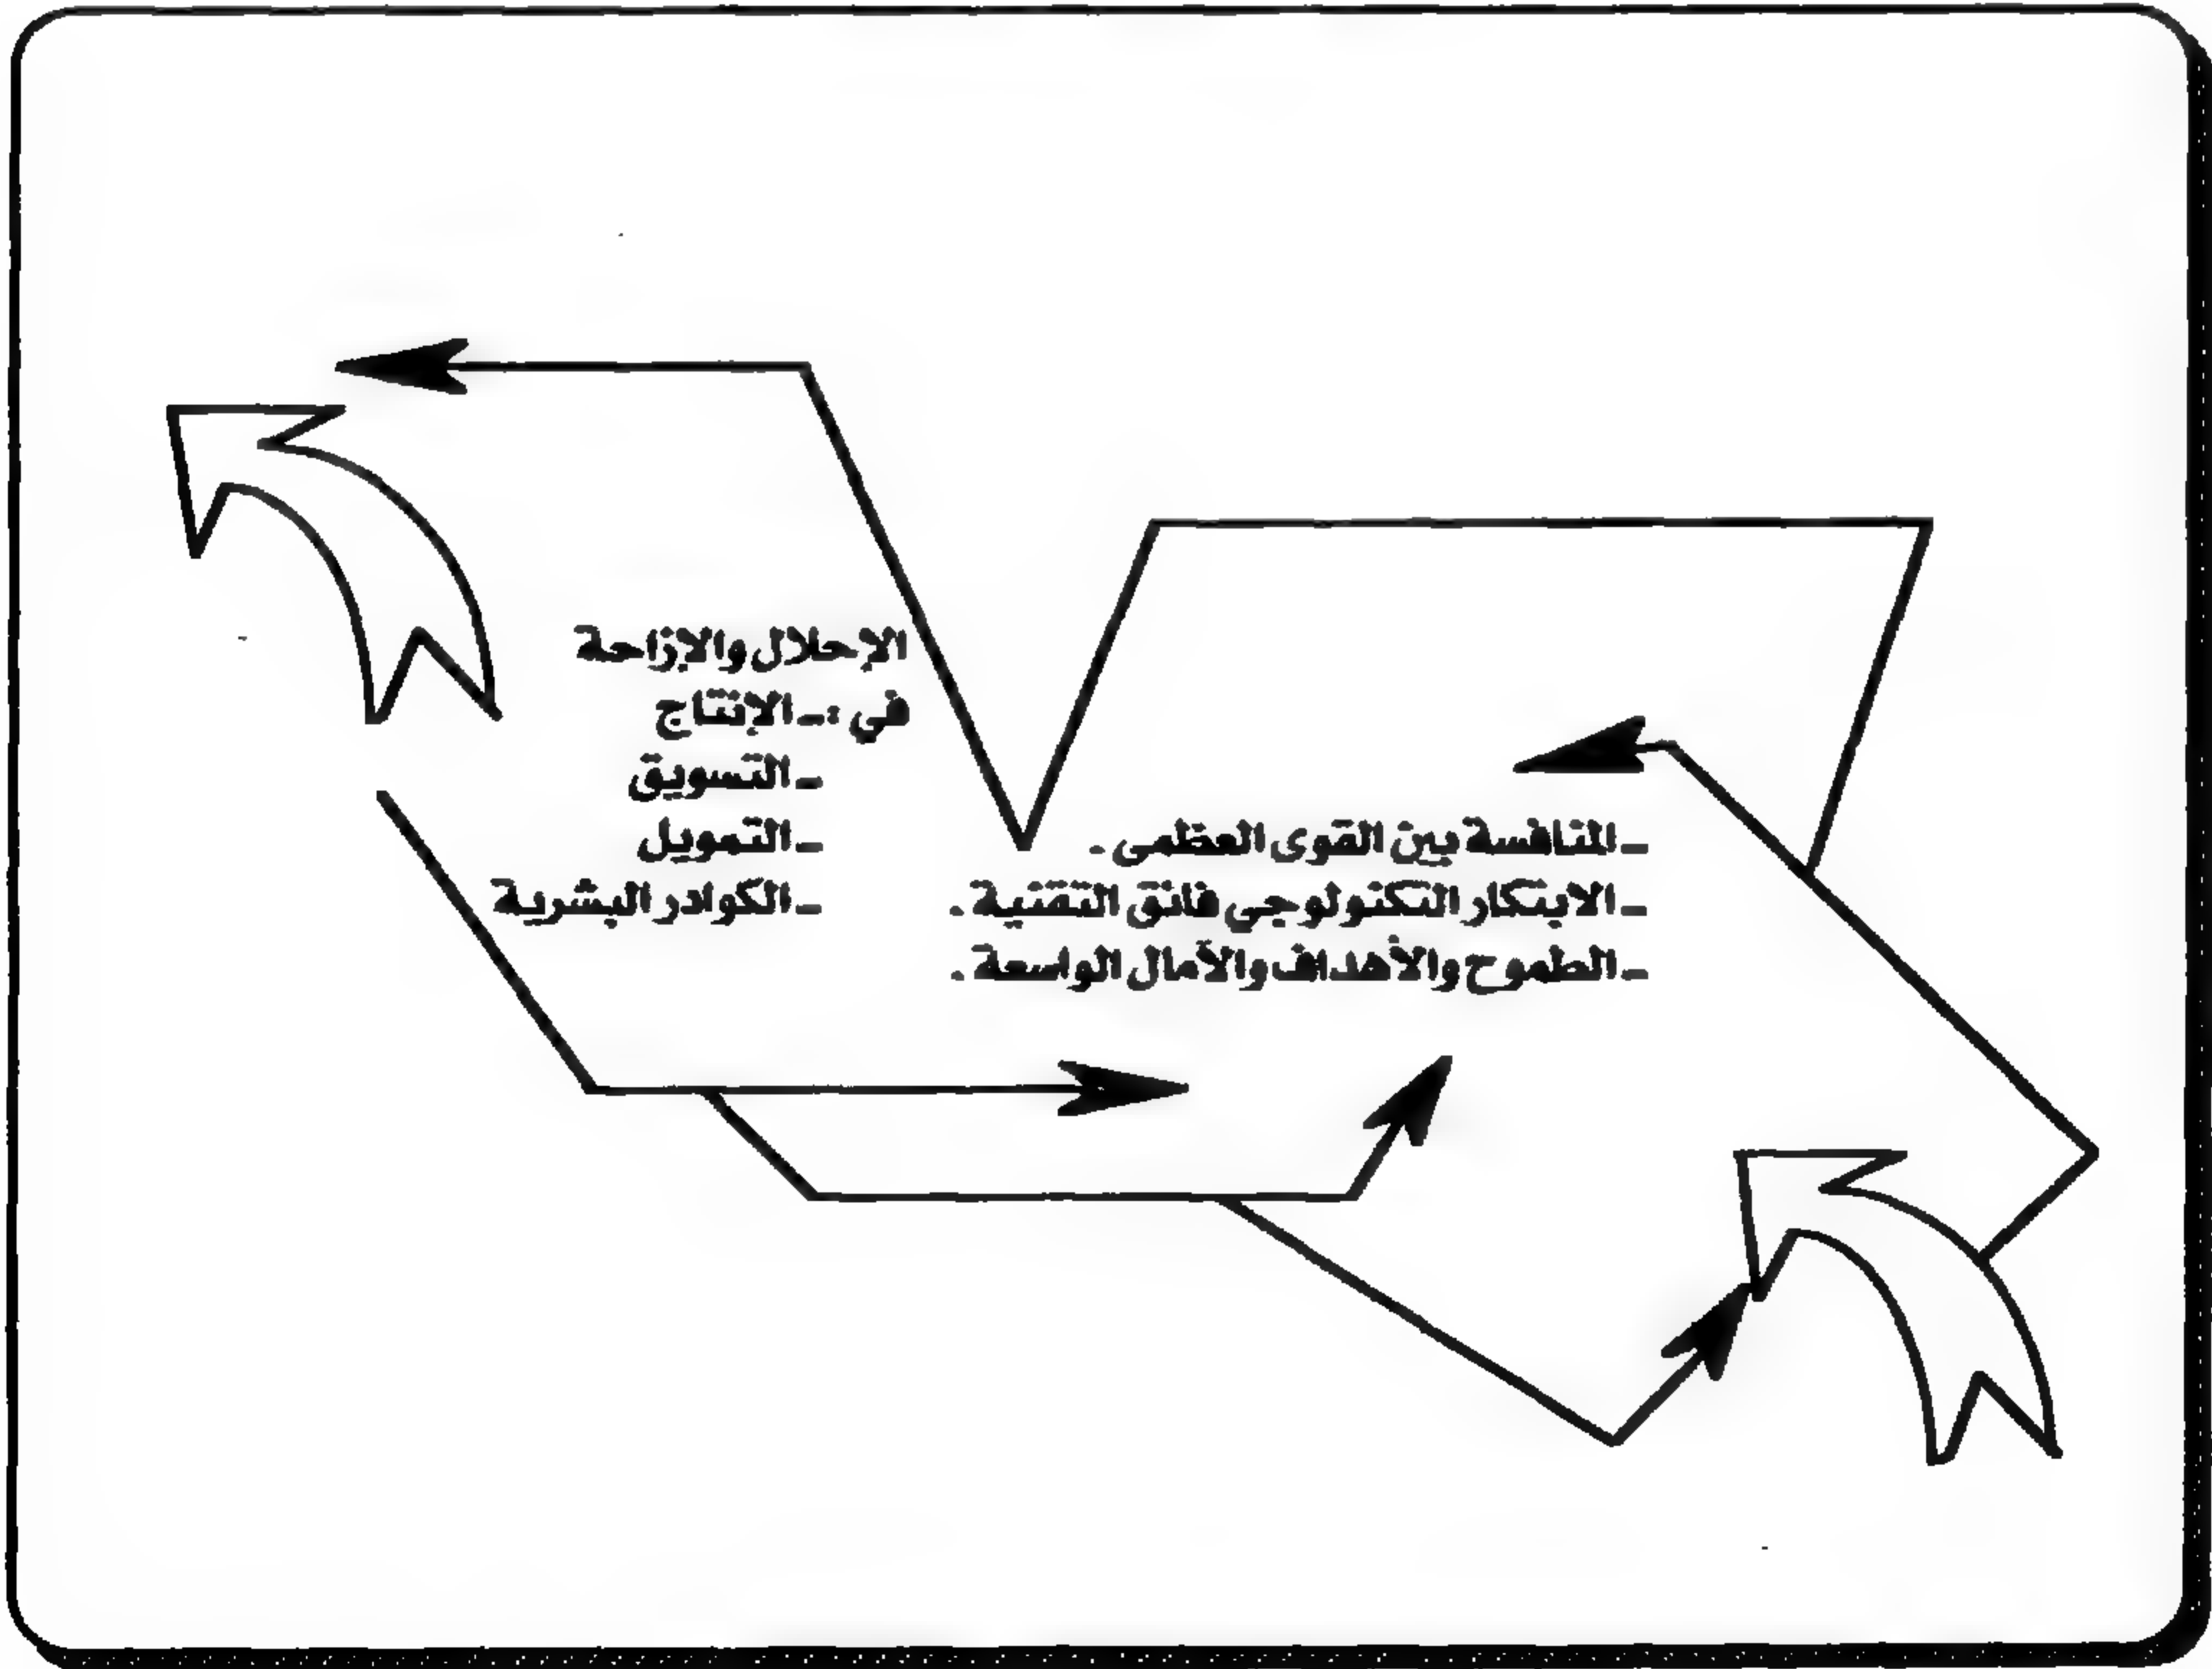 ـ المنافسة بين القوى العظمى .
ـ الابتكار التكنولوجي فائق التقنية .
ـ الطموح والأهداف والآمال الواسعة .
الإحلال والإزاحة
في : ـ الإنتاج
ـ التسويق
ـ التمويل
ـ الكوادر البشرية